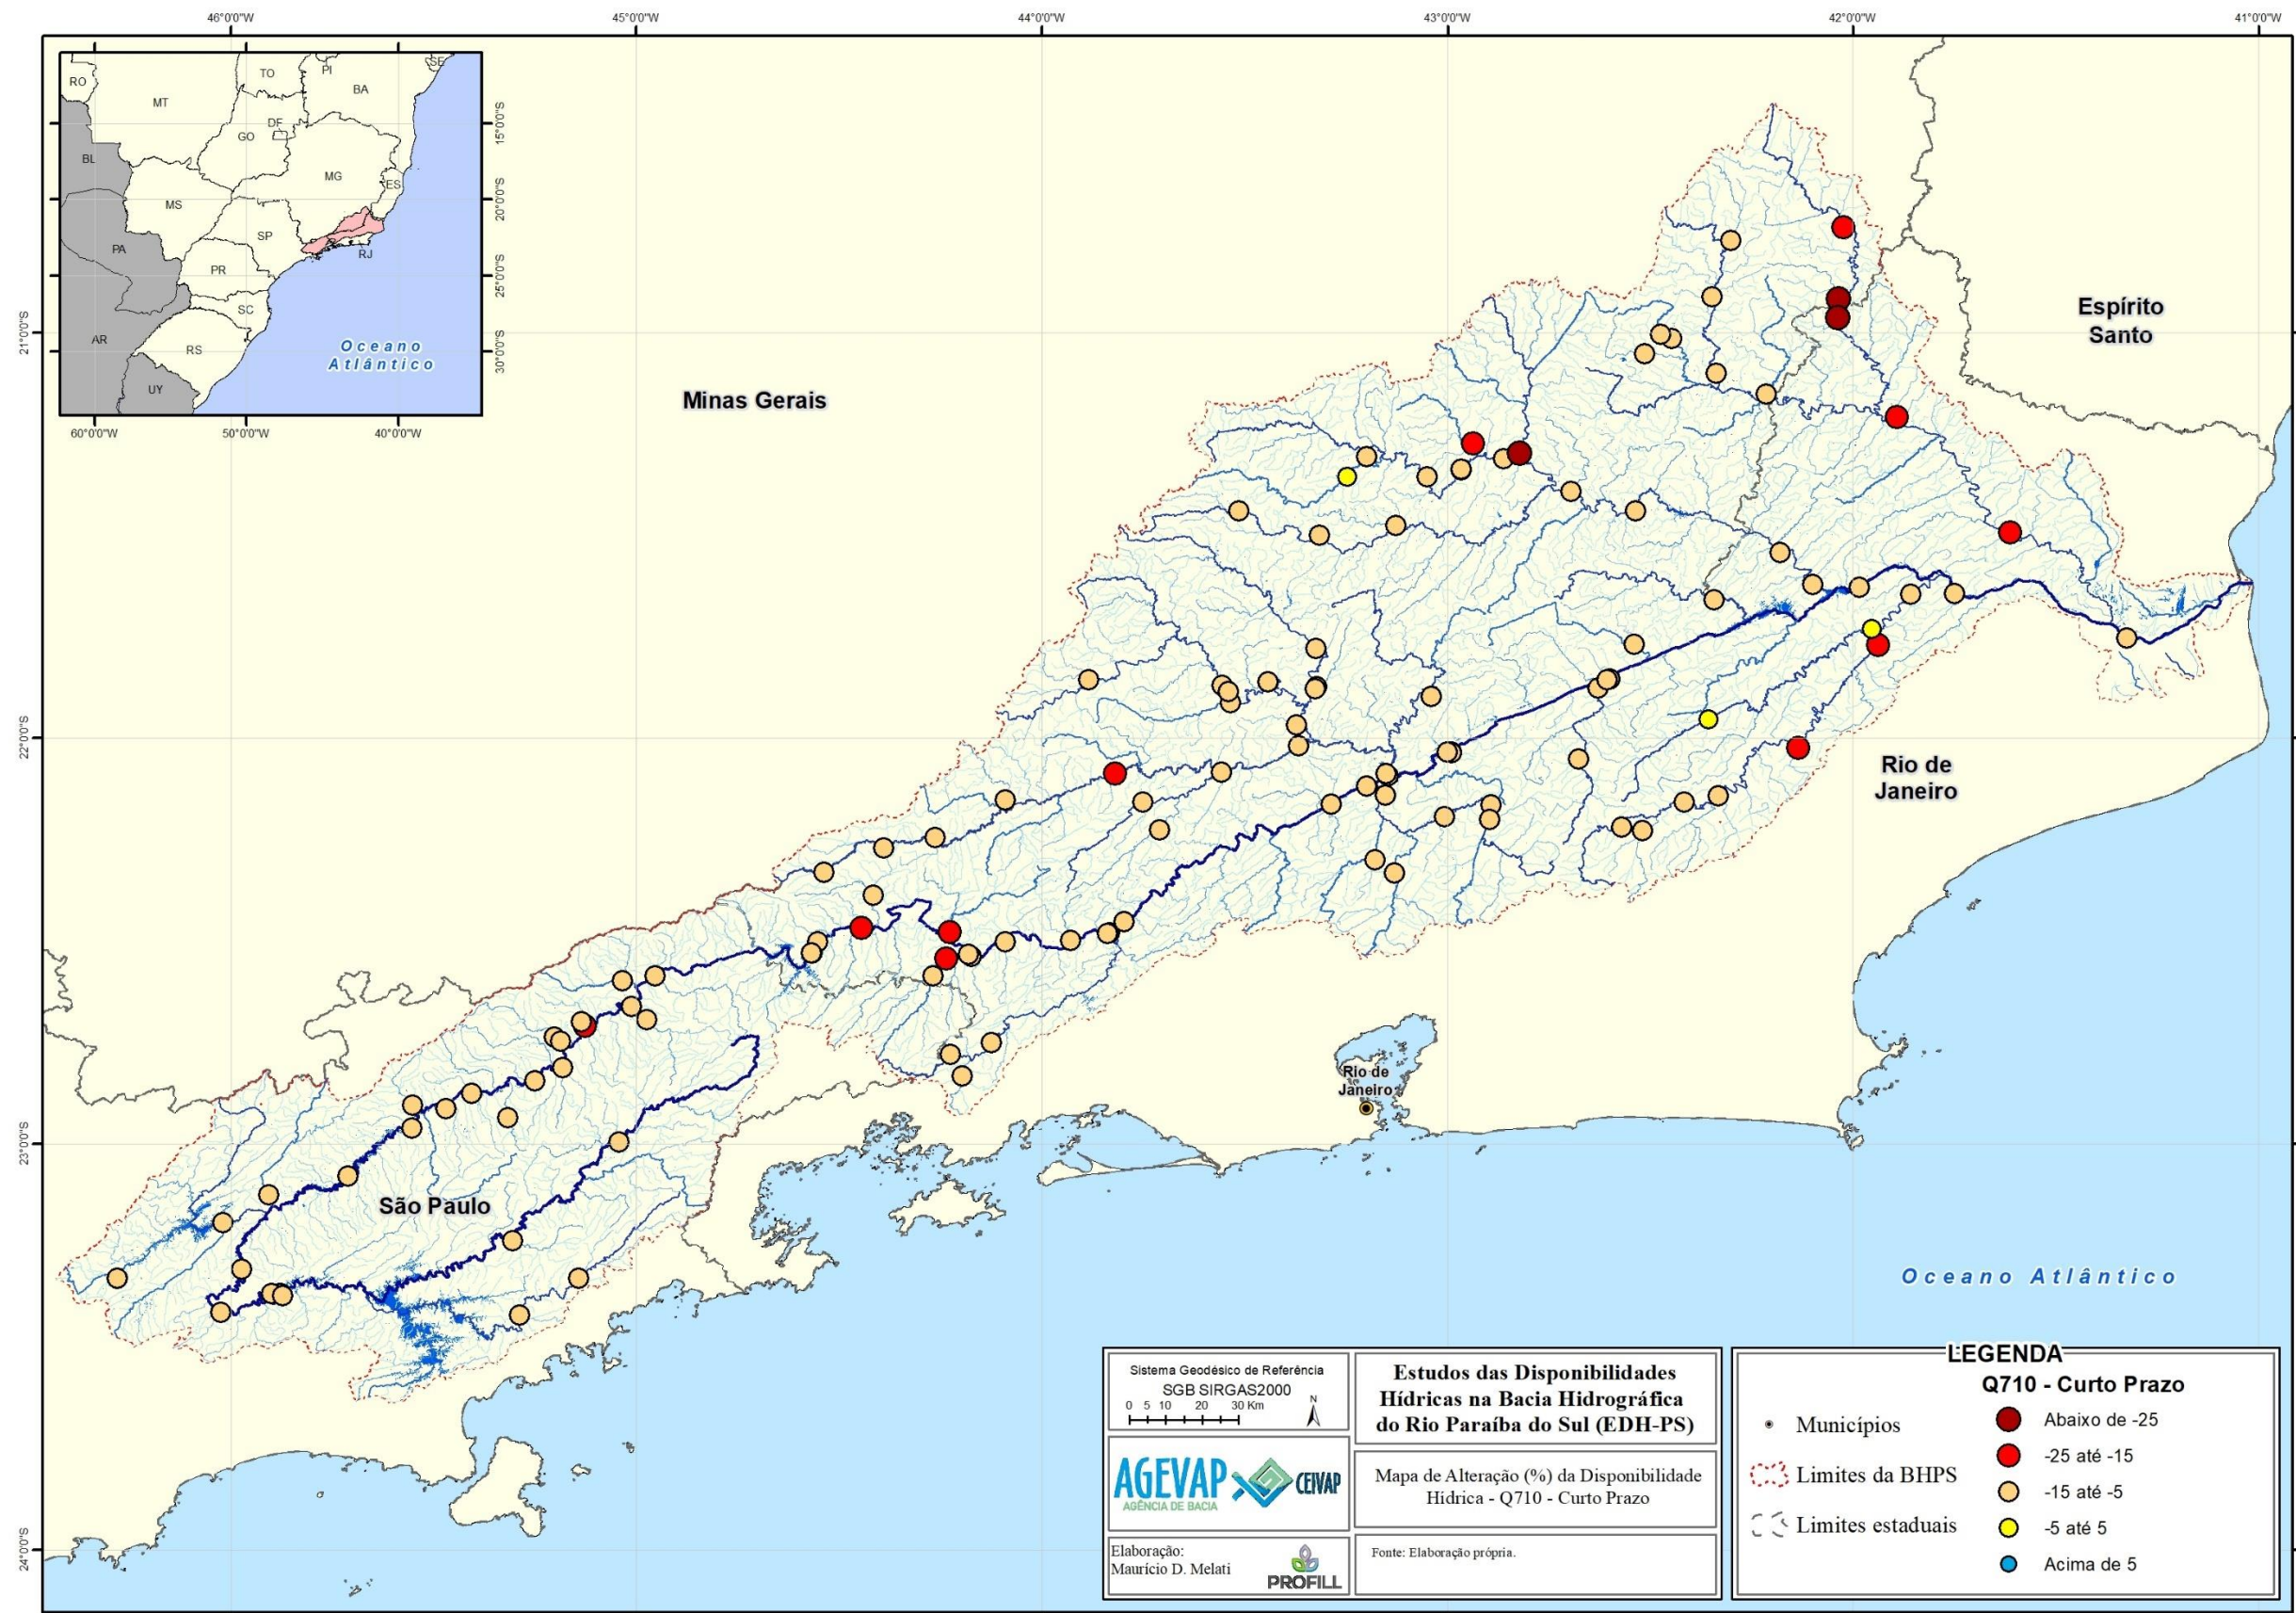 46°0'0"W
45°0'0"W
44°0'0"W
43°0'0"W
42°0'0"W
41°0'0"W
RO
MT
TO
PI
SE
BA
GO
DF
BL
MG
ES
MS
SP
PA
RJ
PR
SC
AR
RS
UY
Oceano
Atlântico
15°0'0"S
20°0'0"S
25°0'0"S
30°0'0"S
60°0'0"W
50°0'0"W
40°0'0"W
21°0'0"S
22°0'0"S
23°0'0"S
24°0'0"S
Minas Gerais
Espírito
Santo
Rio de
Janeiro
Rio de
Janeiro
São Paulo
Oceano Atlântico
Sistema Geodésico de Referência
SGB SIRGAS2000
0 5 10 20 30 Km
N
Estudos das Disponibilidades
Hídricas na Bacia Hidrográfica
do Rio Paraíba do Sul (EDH-PS)
AGEVAP
AGÊNCIA DE BACIA
CEIVAP
Mapa de Alteração (%) da Disponibilidade
Hidrica - Q710 - Curto Prazo
Elaboração:
Maurício D. Melati
PROFILL
Fonte: Elaboração própria.
LEGENDA
Q710 - Curto Prazo
Municípios
Limites da BHPS
Limites estaduais
Abaixo de -25
-25 até -15
-15 até -5
-5 até 5
Acima de 5